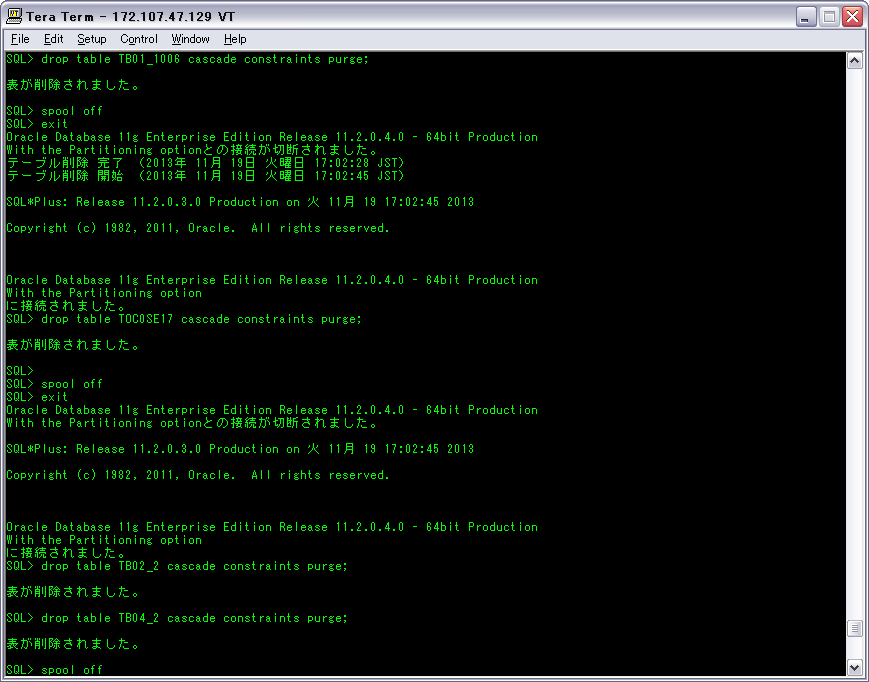 Tera Term - 172.107.47.129 VT
File Edit Setup Control Window Help
SQL> drop table TB01_1006 cascade constraints purge;
表が削除されました。
SQL> spool off
SQL> exit
Oracle Database 11g Enterprise Edition Release 11.2.0.4.0 - 64bit Production
With the Partitioning optionとの接続が切断されました。
テーブル削除 完了 （2013年 11月 19日 火曜日 17:02:28 JST）
テーブル削除 開始 （2013年 11月 19日 火曜日 17:02:45 JST）
SQL*Plus: Release 11.2.0.3.0 Production on 火 11月 19 17:02:45 2013
Copyright (c) 1982, 2011, Oracle.  All rights reserved.
Oracle Database 11g Enterprise Edition Release 11.2.0.4.0 - 64bit Production
With the Partitioning option
に接続されました。
SQL> drop table TOCOSE17 cascade constraints purge;
表が削除されました。
SQL>
SQL> spool off
SQL> exit
Oracle Database 11g Enterprise Edition Release 11.2.0.4.0 - 64bit Production
With the Partitioning optionとの接続が切断されました。
SQL*Plus: Release 11.2.0.3.0 Production on 火 11月 19 17:02:45 2013
Copyright (c) 1982, 2011, Oracle.  All rights reserved.
Oracle Database 11g Enterprise Edition Release 11.2.0.4.0 - 64bit Production
With the Partitioning option
に接続されました。
SQL> drop table TB02_2 cascade constraints purge;
表が削除されました。
SQL> drop table TB04_2 cascade constraints purge;
表が削除されました。
SQL> spool off